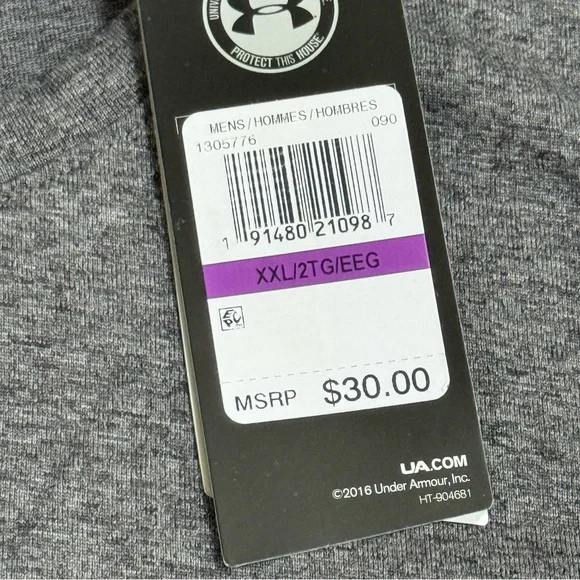 PROTECT THIS HOUSE
MENS/HOMMES/HOMBRES
1305776 090
1 91480 21098 7
XXL/2TG/EEG
MSRP $30.00
UA.COM
©2016 Under Armour, Inc.
HT-904681